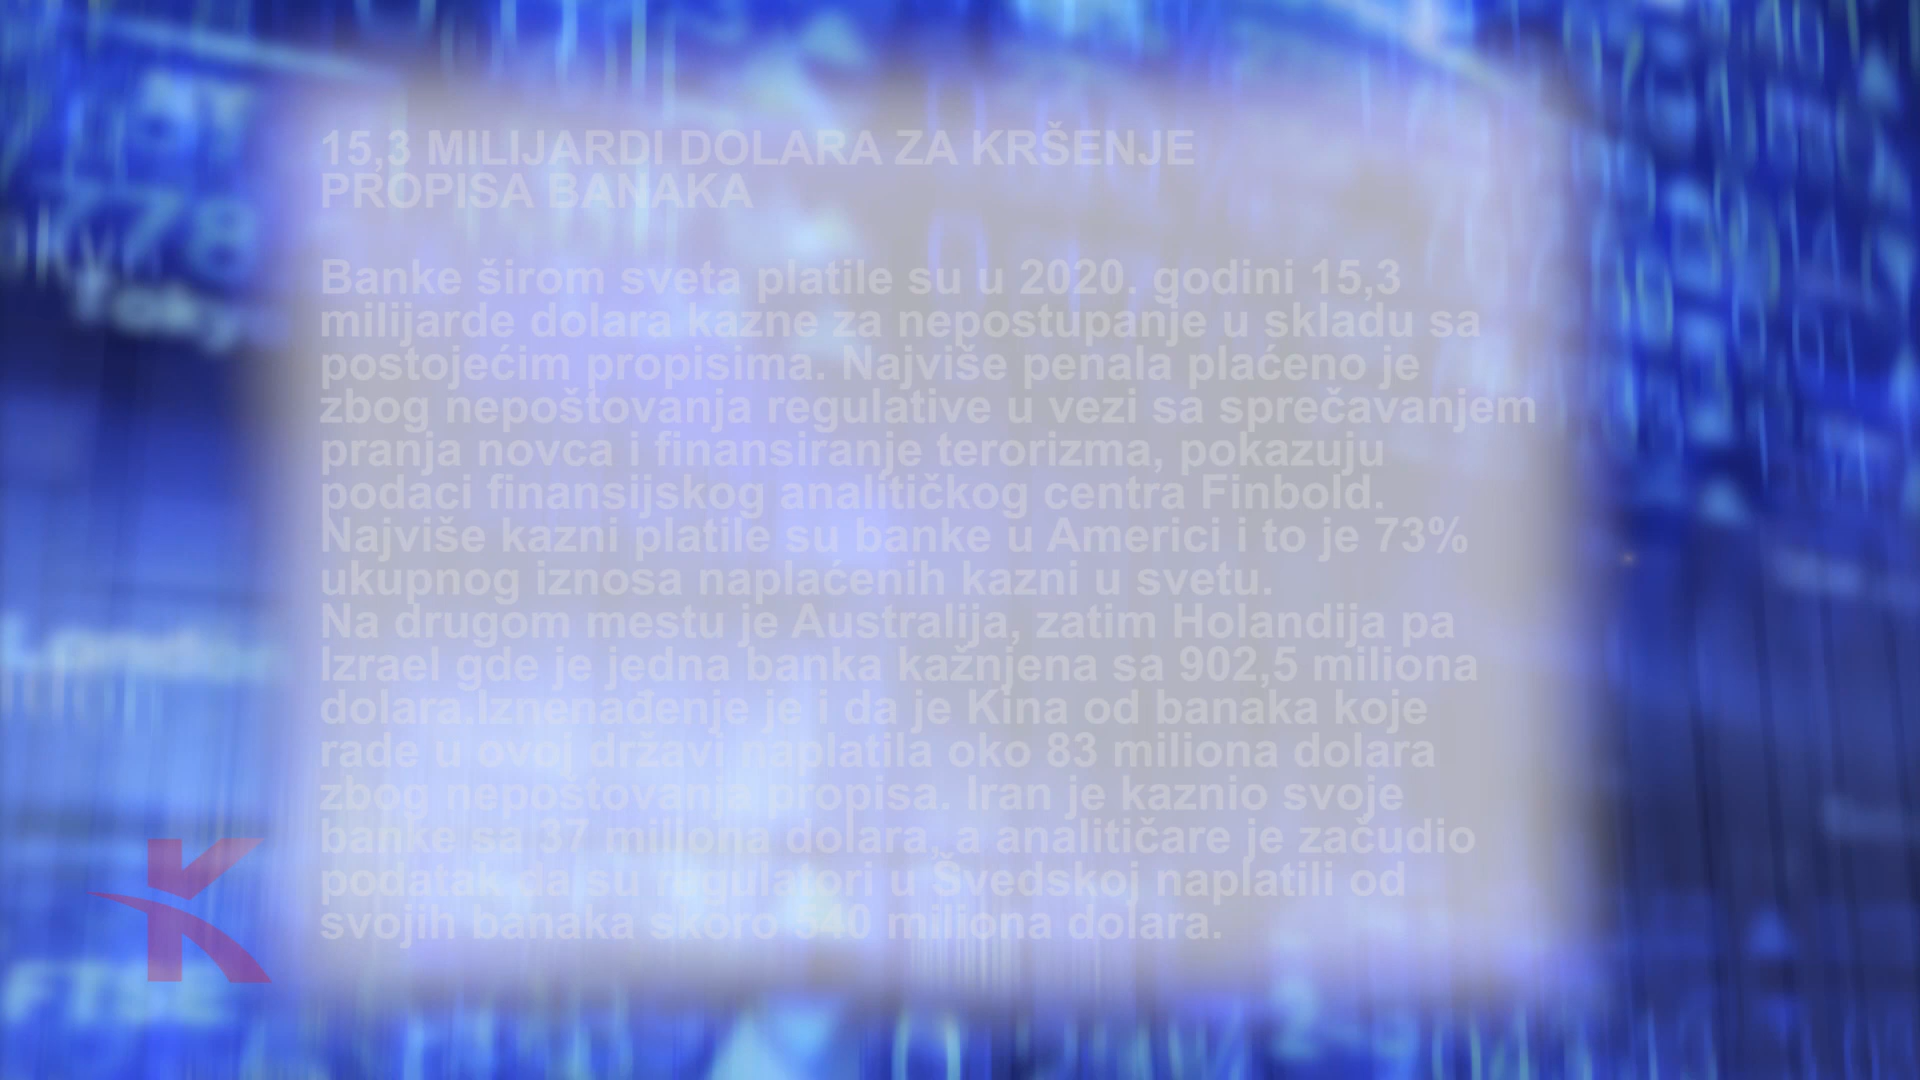 15,3 MILIJARDI DOLARA ZA KRŠENJE
PROPISA BANAKA
Banke širom sveta platile su u 2020. godini 15,3
milijarde dolara kazne za nepostupanje u skladu sa
postojećim propisima. Najviše penala plaćeno je
zbog nepoštovanja regulative u vezi sa sprečavanjem
pranja novca i finansiranje terorizma, pokazuju
podaci finansijskog analitičkog centra Finbold.
Najviše kazni platile su banke u Americi i to je 73%
ukupnog iznosa naplaćenih kazni u svetu.
Na drugom mestu je Australija, zatim Holandija pa
Izrael gde je jedna banka kažnjena sa 902,5 miliona
dolara.Iznenađenje je i da je Kina od banaka koje
rade u ovoj državi naplatila oko 83 miliona dolara
zbog nepoštovanja propisa. Iran je kaznio svoje
banke sa 37 miliona dolara, a analitičare je začudio
podatak da su regulatori u Švedskoj naplatili od
svojih banaka skoro 540 miliona dolara.
778
Tokyo
London
FTSE
K